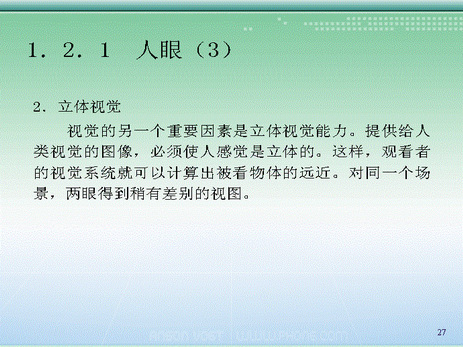 1．2．1　人眼（3）
2．立体视觉
视觉的另一个重要因素是立体视觉能力。提供给人
类视觉的图像，必须使人感觉是立体的。这样，观看者
的视觉系统就可以计算出被看物体的远近。对同一个场
景，两眼得到稍有差别的视图。
27